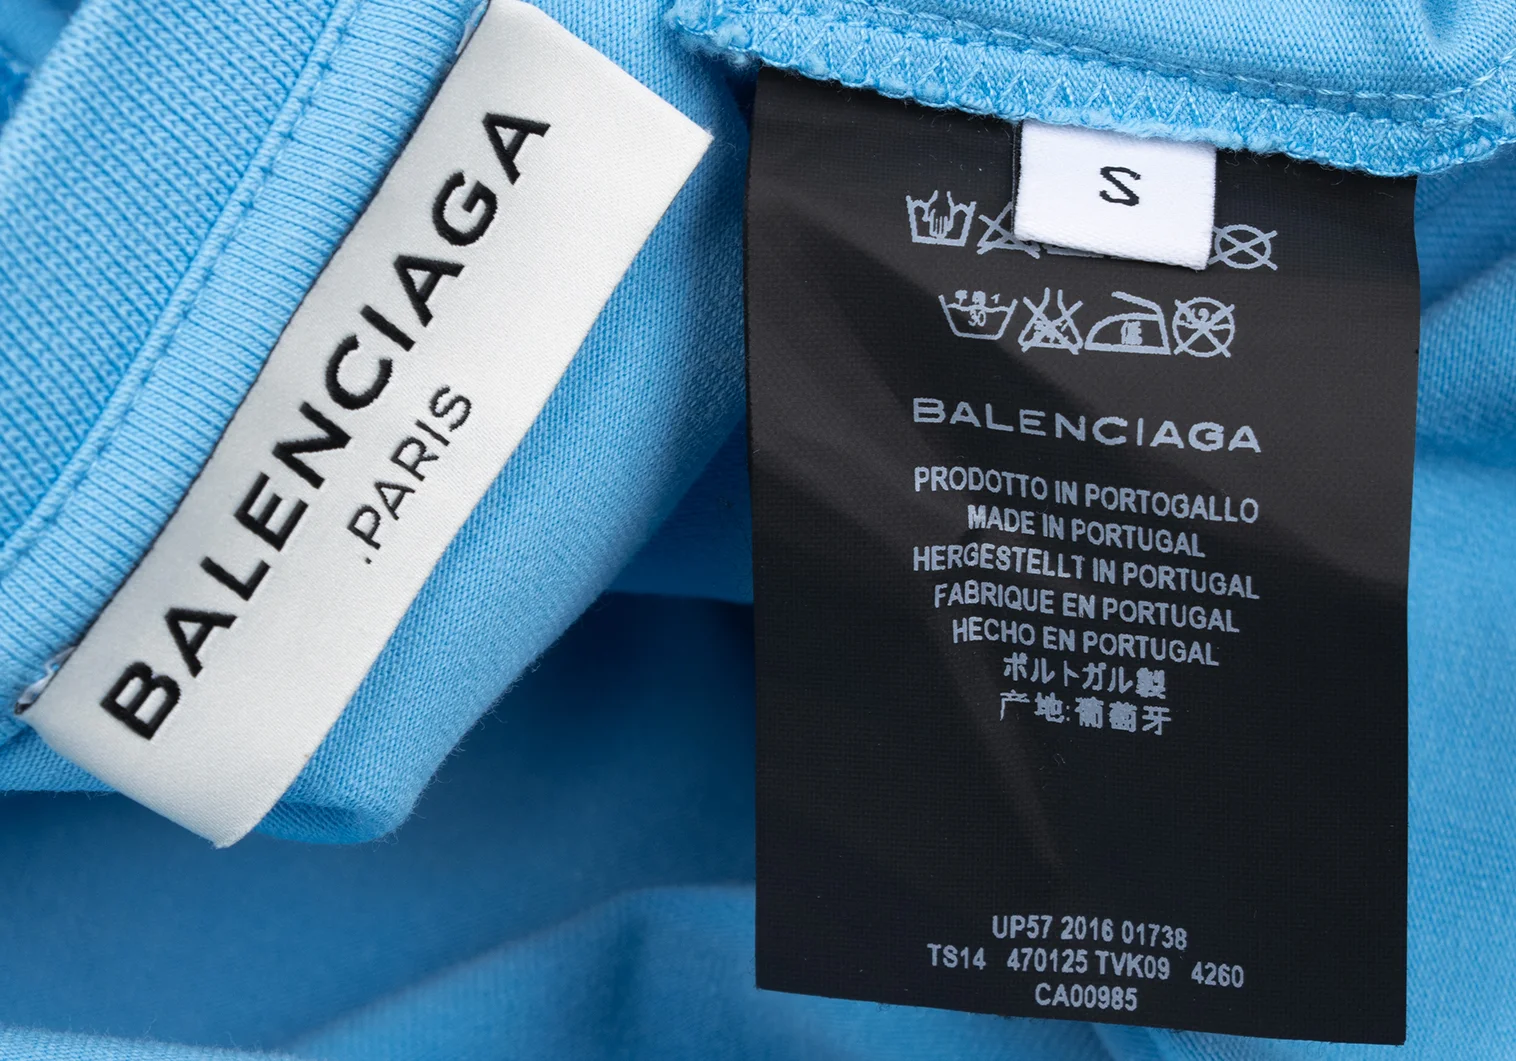 BALENCIAGA
.PARIS
S
30
BALENCIAGA
PRODOTTO IN PORTOGALLO
MADE IN PORTUGAL
HERGESTELLT IN PORTUGAL
FABRIQUE EN PORTUGAL
HECHO EN PORTUGAL
ポルトガル製
产地:葡萄牙
UP57 2016 01738
TS14 470125 TVK09 4260
CA00985